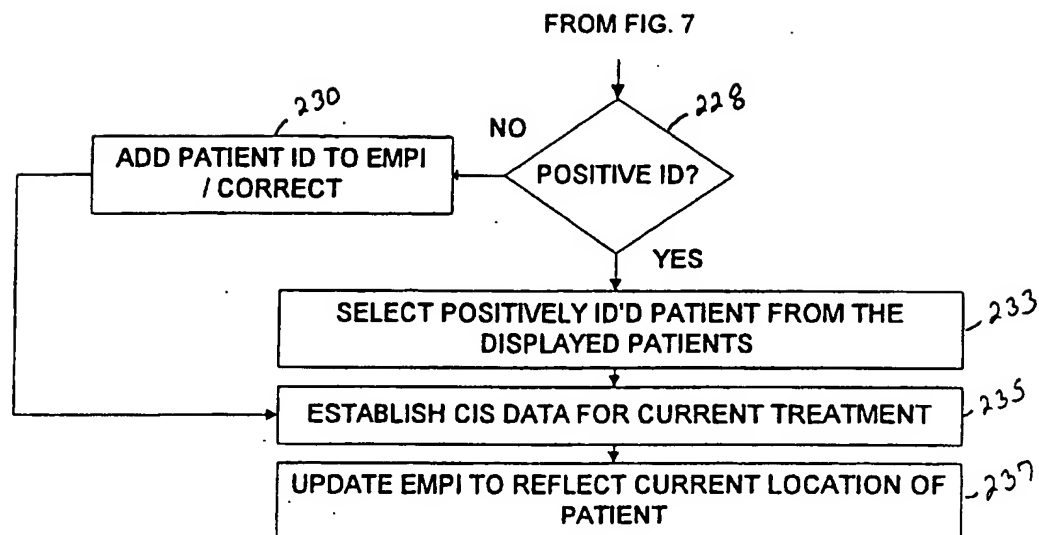 FROM FIG. 7
228
230
NO
ADD PATIENT ID TO EMPI
/ CORRECT
POSITIVE ID?
YES
SELECT POSITIVELY ID'D PATIENT FROM THE
DISPLAYED PATIENTS
233
ESTABLISH CIS DATA FOR CURRENT TREATMENT
235
UPDATE EMPI TO REFLECT CURRENT LOCATION OF
PATIENT
237